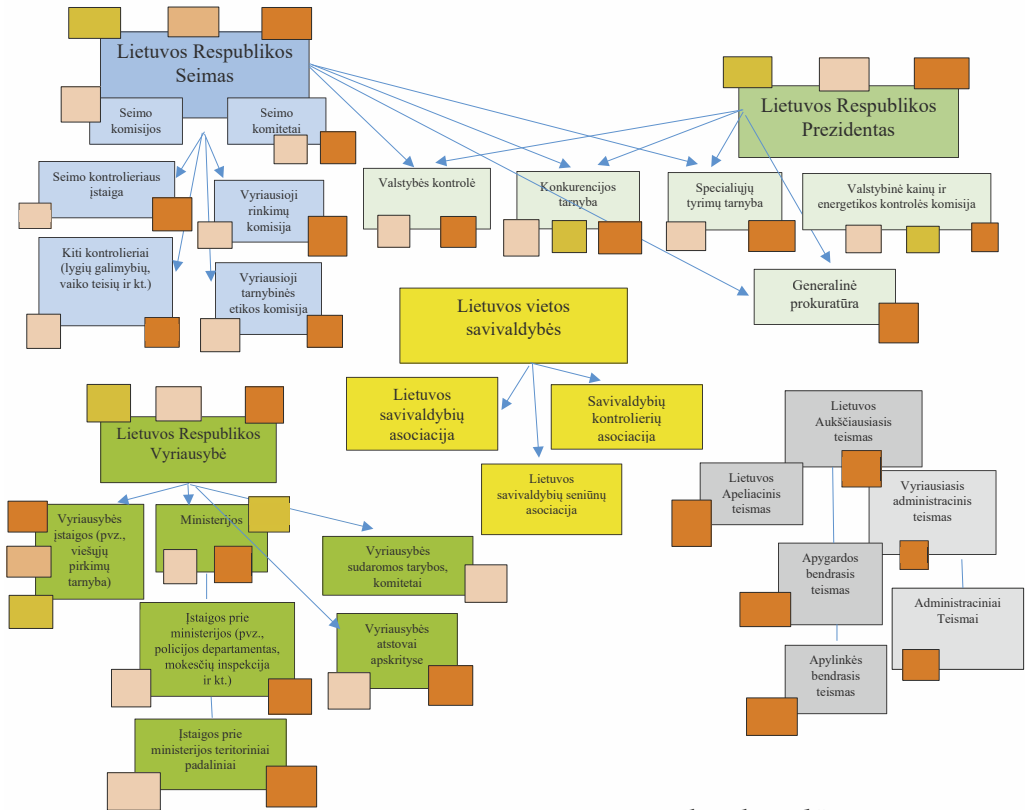 Lietuvos Respublikos
Seimas
Seimo
komisijos
Seimo
komitetai
Seimo kontrolieriaus
įstaiga
Vyriausioji
rinkimų
komisija
Kiti kontrolieriai
(lygių galimybių,
vaiko teisių ir kt.)
Vyriausioji
tarnybinės
etikos komisija
Lietuvos Respublikos
Prezidentas
Valstybės kontrolė
Konkurencijos
tarnyba
Specialiųjų
tyrimų tarnyba
Valstybinė kainų ir
energetikos kontrolės komisija
Generalinė
prokuratūra
Lietuvos vietos
savivaldybės
Lietuvos
savivaldybių
asociacija
Savivaldybių
kontrolierių
asociacija
Lietuvos
savivaldybių seniūnų
asociacija
Lietuvos Respublikos
Vyriausybė
Vyriausybės
įstaigos (pvz.,
viešųjų
pirkimų
tarnyba)
Ministerijos
Vyriausybės
sudaromos tarybos,
komitetai
Įstaigos prie
ministerijos (pvz.,
policijos departamentas,
mokesčių inspekcija
ir kt.)
Vyriausybės
atstovai
apskrityse
Įstaigos prie
ministerijos teritoriniai
padaliniai
Lietuvos
Aukščiausiasis
teismas
Lietuvos
Apeliacinis
teismas
Vyriausiasis
administracinis
teismas
Apygardos
bendrasis
teismas
Administraciniai
Teismai
Apylinkės
bendrasis
teismas